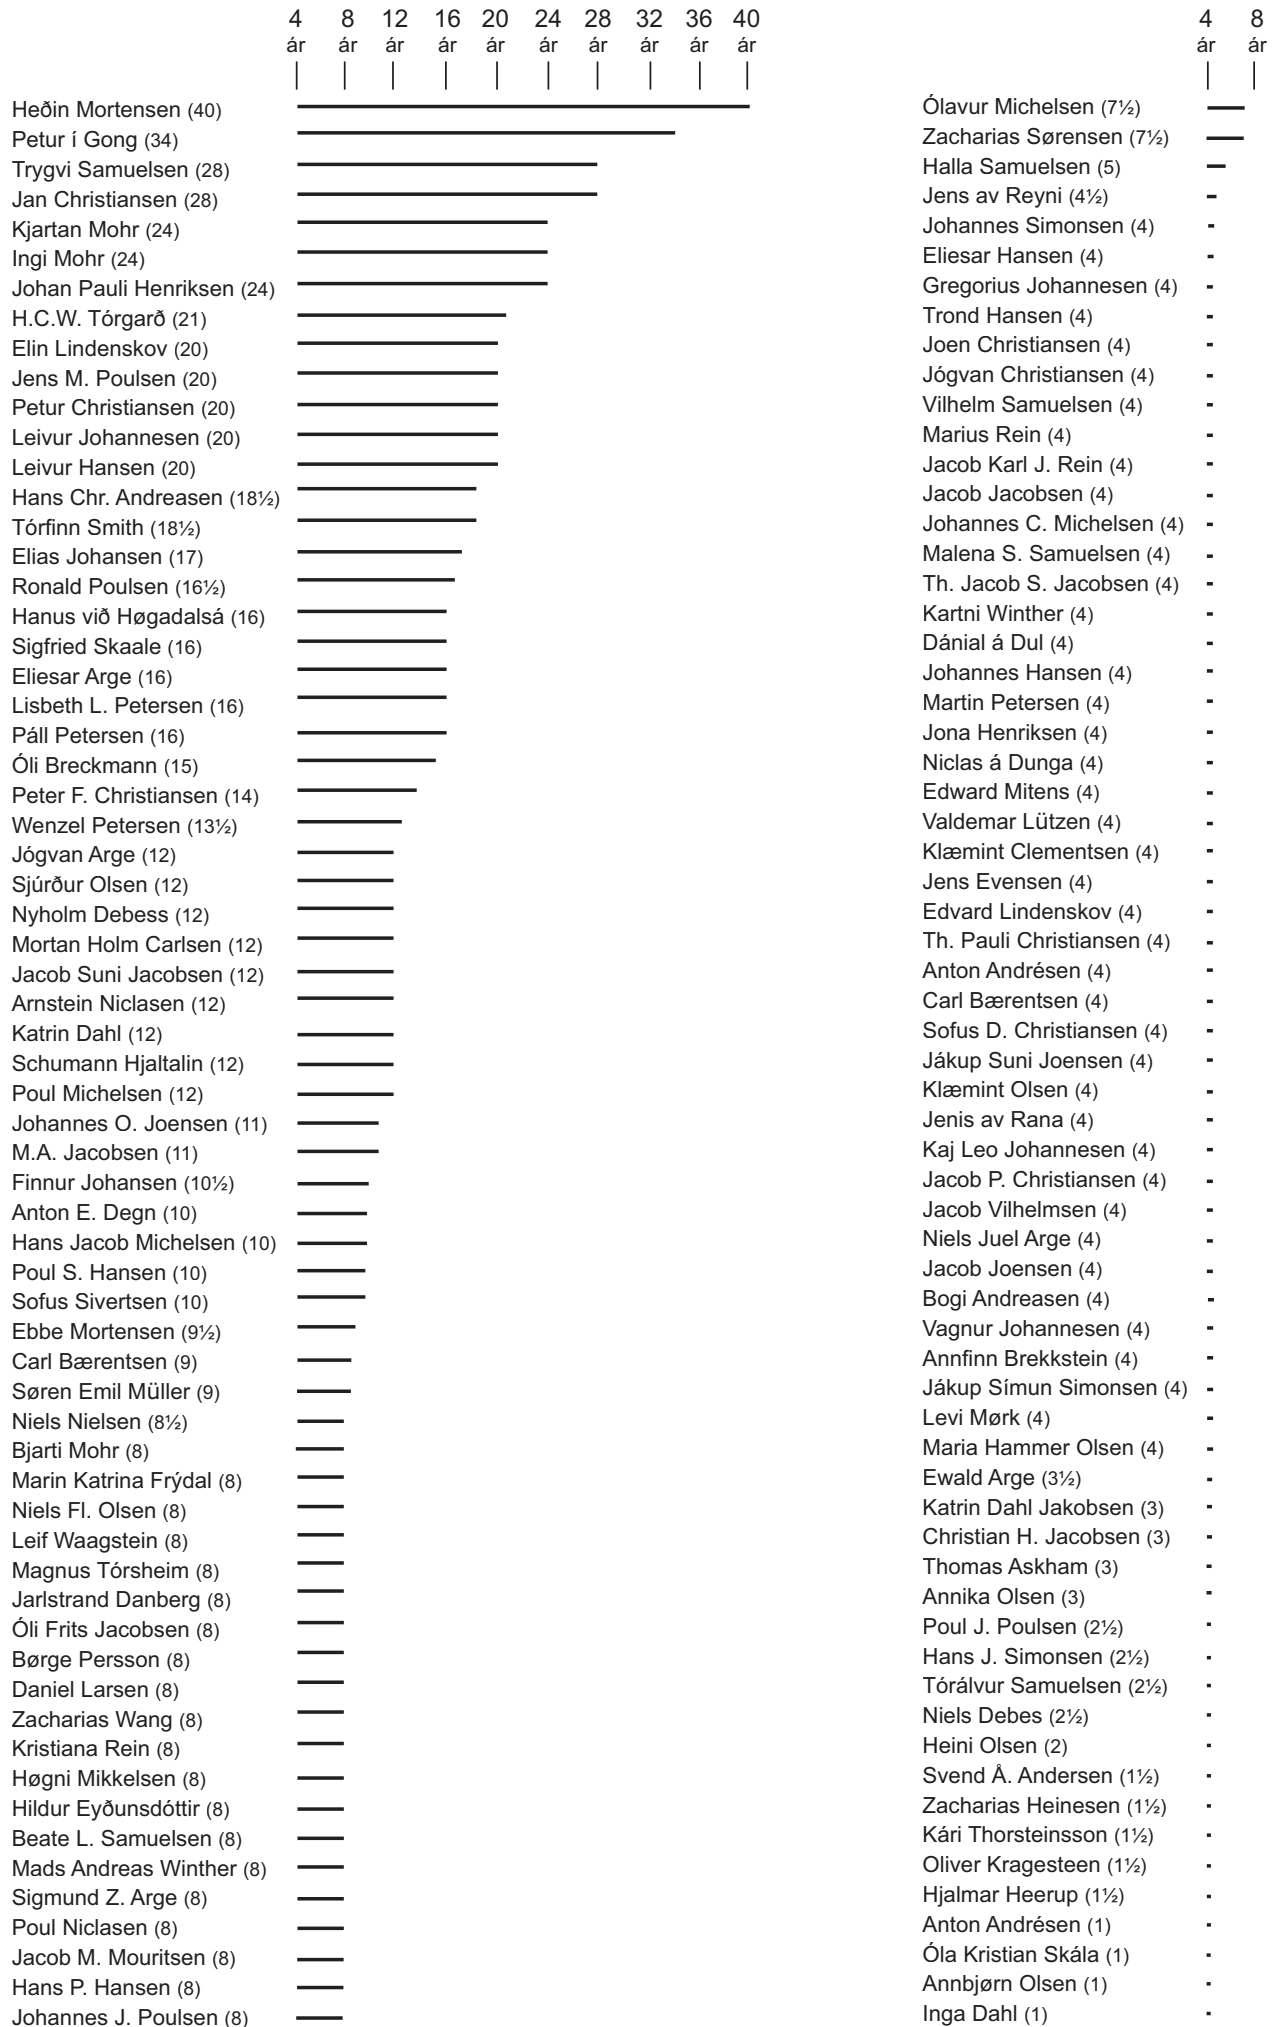 4 8 12 16 20 24 28 32 36 40
ár ár ár ár ár ár ár ár ár ár
Heðin Mortensen (40)
Petur í Gong (34)
Trygvi Samuelsen (28)
Jan Christiansen (28)
Kjartan Mohr (24)
Ingi Mohr (24)
Johan Pauli Henriksen (24)
H.C.W. Tórgarð (21)
Elin Lindenskov (20)
Jens M. Poulsen (20)
Petur Christiansen (20)
Leivur Johannesen (20)
Leivur Hansen (20)
Hans Chr. Andreasen (18½)
Tórfinn Smith (18½)
Elias Johansen (17)
Ronald Poulsen (16½)
Hanus við Høgadalsá (16)
Sigfried Skaale (16)
Eliesar Arge (16)
Lisbeth L. Petersen (16)
Páll Petersen (16)
Óli Breckmann (15)
Peter F. Christiansen (14)
Wenzel Petersen (13½)
Jógvan Arge (12)
Sjúrður Olsen (12)
Nyholm Debess (12)
Mortan Holm Carlsen (12)
Jacob Suni Jacobsen (12)
Arnstein Niclasen (12)
Katrin Dahl (12)
Schumann Hjaltalin (12)
Poul Michelsen (12)
Johannes O. Joensen (11)
M.A. Jacobsen (11)
Finnur Johansen (10½)
Anton E. Degn (10)
Hans Jacob Michelsen (10)
Poul S. Hansen (10)
Sofus Sivertsen (10)
Ebbe Mortensen (9½)
Carl Bærentsen (9)
Søren Emil Müller (9)
Niels Nielsen (8½)
Bjarti Mohr (8)
Marin Katrina Frýdal (8)
Niels Fl. Olsen (8)
Leif Waagstein (8)
Magnus Tórsheim (8)
Jarlstrand Danberg (8)
Óli Frits Jacobsen (8)
Børge Persson (8)
Daniel Larsen (8)
Zacharias Wang (8)
Kristiana Rein (8)
Høgni Mikkelsen (8)
Hildur Eyðunsdóttir (8)
Beate L. Samuelsen (8)
Mads Andreas Winther (8)
Sigmund Z. Arge (8)
Poul Niclasen (8)
Jacob M. Mouritsen (8)
Hans P. Hansen (8)
Johannes J. Poulsen (8)
4 8
ár ár
Ólavur Michelsen (7½)
Zacharias Sørensen (7½)
Halla Samuelsen (5)
Jens av Reyni (4½)
Johannes Simonsen (4)
Eliesar Hansen (4)
Gregorius Johannesen (4)
Trond Hansen (4)
Joen Christiansen (4)
Jógvan Christiansen (4)
Vilhelm Samuelsen (4)
Marius Rein (4)
Jacob Karl J. Rein (4)
Jacob Jacobsen (4)
Johannes C. Michelsen (4)
Malena S. Samuelsen (4)
Th. Jacob S. Jacobsen (4)
Kartni Winther (4)
Dánial á Dul (4)
Johannes Hansen (4)
Martin Petersen (4)
Jona Henriksen (4)
Niclas á Dunga (4)
Edward Mitens (4)
Valdemar Lützen (4)
Klæmint Clementsen (4)
Jens Evensen (4)
Edvard Lindenskov (4)
Th. Pauli Christiansen (4)
Anton Andrésen (4)
Carl Bærentsen (4)
Sofus D. Christiansen (4)
Jákup Suni Joensen (4)
Klæmint Olsen (4)
Jenis av Rana (4)
Kaj Leo Johannesen (4)
Jacob P. Christiansen (4)
Jacob Vilhelmsen (4)
Niels Juel Arge (4)
Jacob Joensen (4)
Bogi Andreasen (4)
Vagnur Johannesen (4)
Annfinn Brekkstein (4)
Jákup Símun Simonsen (4)
Levi Mørk (4)
Maria Hammer Olsen (4)
Ewald Arge (3½)
Katrin Dahl Jakobsen (3)
Christian H. Jacobsen (3)
Thomas Askham (3)
Annika Olsen (3)
Poul J. Poulsen (2½)
Hans J. Simonsen (2½)
Tórálvur Samuelsen (2½)
Niels Debes (2½)
Heini Olsen (2)
Svend Å. Andersen (1½)
Zacharias Heinesen (1½)
Kári Thorsteinsson (1½)
Oliver Kragesteen (1½)
Hjalmar Heerup (1½)
Anton Andrésen (1)
Óla Kristian Skála (1)
Annbjørn Olsen (1)
Inga Dahl (1)